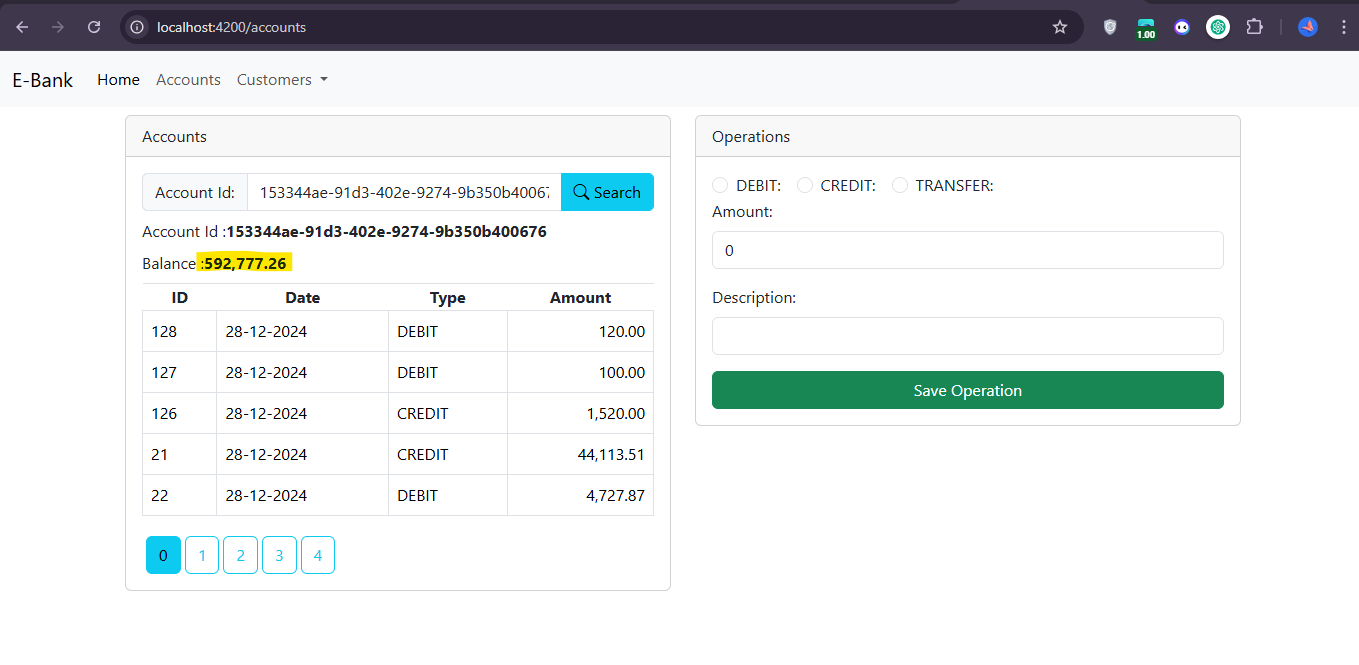 localhost:4200/accounts
1.00
E-Bank Home Accounts Customers
Accounts
Account Id: 153344ae-91d3-402e-9274-9b350b40067 Search
Account Id :153344ae-91d3-402e-9274-9b350b400676
Balance :592,777.26
ID Date Type Amount
128 28-12-2024 DEBIT 120.00
127 28-12-2024 DEBIT 100.00
126 28-12-2024 CREDIT 1,520.00
21 28-12-2024 CREDIT 44,113.51
22 28-12-2024 DEBIT 4,727.87
0 1 2 3 4
Operations
DEBIT: CREDIT: TRANSFER:
Amount:
0
Description:
Save Operation